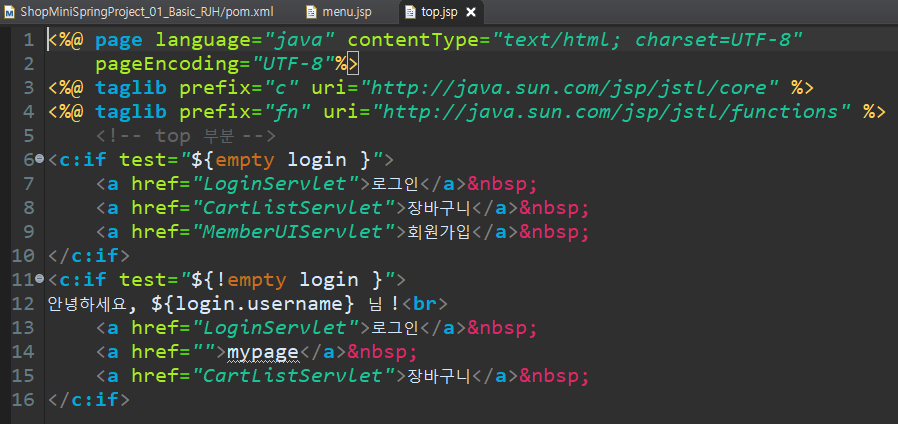 ShopMiniSpringProject_01_Basic_RJH/pom.xml menu.jsp top.jsp
1 <%@ page language="java" contentType="text/html; charset=UTF-8"
2     pageEncoding="UTF-8"%>
3 <%@ taglib prefix="c" uri="http://java.sun.com/jsp/jstl/core" %>
4 <%@ taglib prefix="fn" uri="http://java.sun.com/jsp/jstl/functions" %>
5     <!-- top 부분 -->
6 <c:if test="${empty login }">
7     <a href="LoginServlet">로그인</a>&nbsp;
8     <a href="CartListServlet">장바구니</a>&nbsp;
9     <a href="MemberUIServlet">회원가입</a>&nbsp;
10 </c:if>
11 <c:if test="${!empty login }">
12 안녕하세요, ${login.username} 님 !<br>
13     <a href="LoginServlet">로그인</a>&nbsp;
14     <a href="">mypage</a>&nbsp;
15     <a href="CartListServlet">장바구니</a>&nbsp;
16 </c:if>